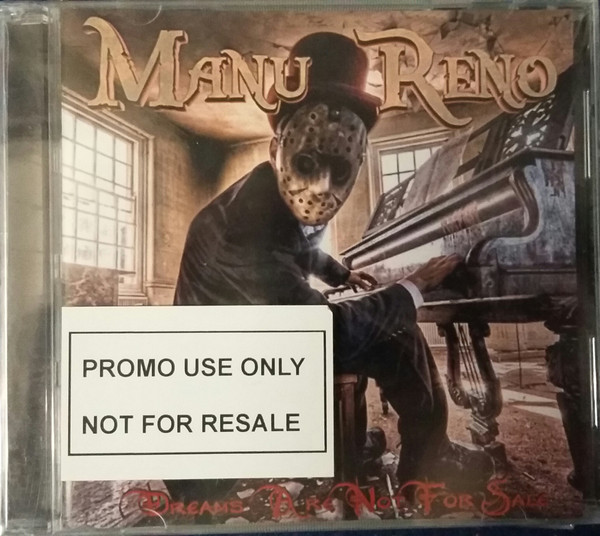 MANU RENO
PROMO USE ONLY
NOT FOR RESALE
DREAMS ARE NOT FOR SALE